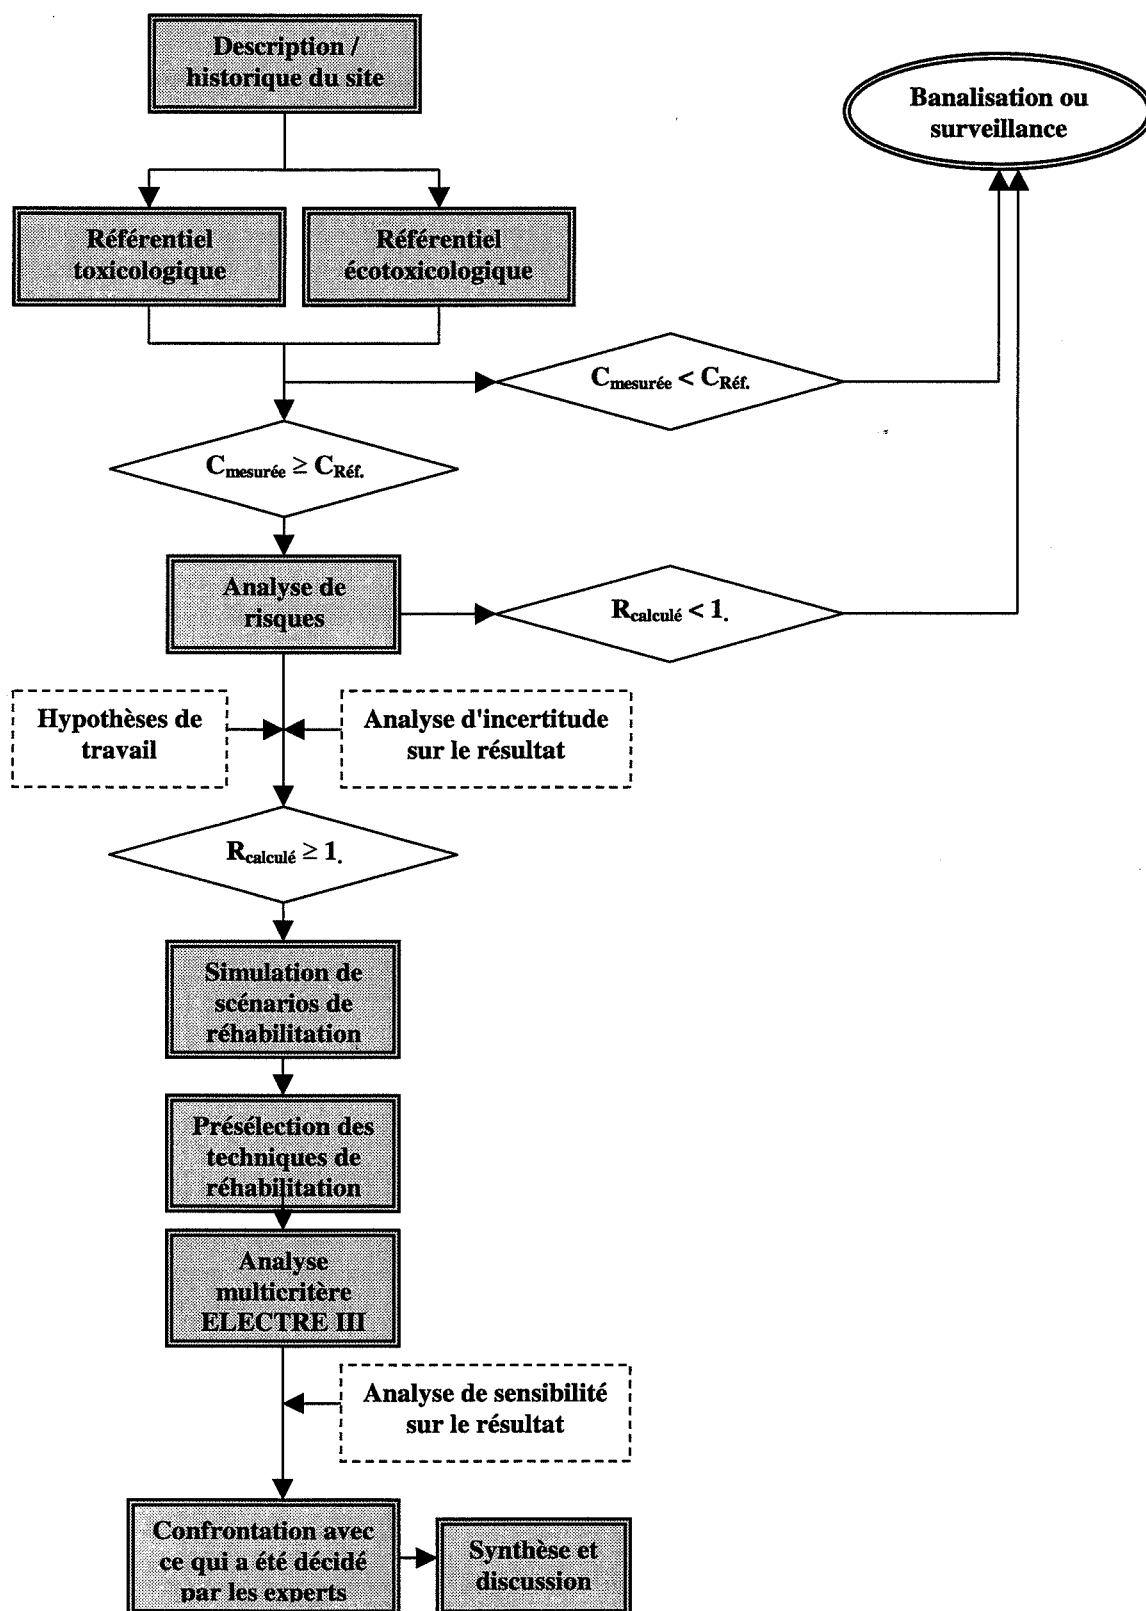 Description /
historique du site
Banalisation ou
surveillance
Référentiel
toxicologique
Référentiel
écotoxicologique
Cmesurée < CRéf.
Cmesurée ≥ CRéf.
Analyse de
risques
Rcalculé < 1.
Hypothèses de
travail
Analyse d'incertitude
sur le résultat
Rcalculé ≥ 1.
Simulation de
scénarios de
réhabilitation
Présélection des
techniques de
réhabilitation
Analyse
multicritère
ELECTRE III
Analyse de sensibilité
sur le résultat
Confrontation avec
ce qui a été décidé
par les experts
Synthèse et
discussion